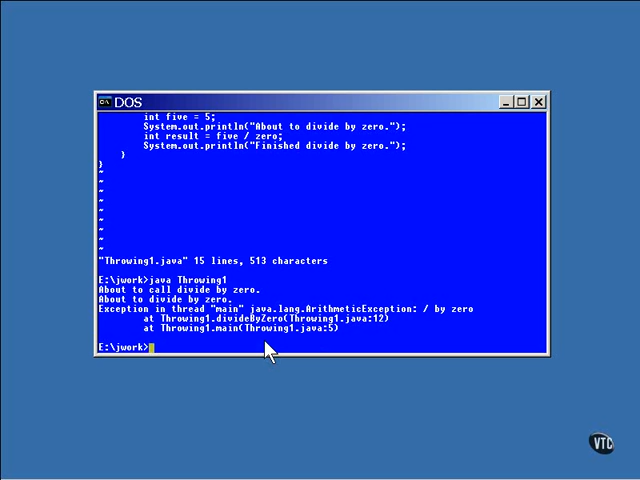 DOS
int five = 5;
System.out.println("About to divide by zero.");
int result = five / zero;
System.out.println("Finished divide by zero.");
}
}
~
~
~
~
~
~
~
~
~
"Throwing1.java" 15 lines, 513 characters
E:\jwork>java Throwing1
About to call divide by zero.
About to divide by zero.
Exception in thread "main" java.lang.ArithmeticException: / by zero
at Throwing1.divideByZero(Throwing1.java:12)
at Throwing1.main(Throwing1.java:5)
E:\jwork>
VTC